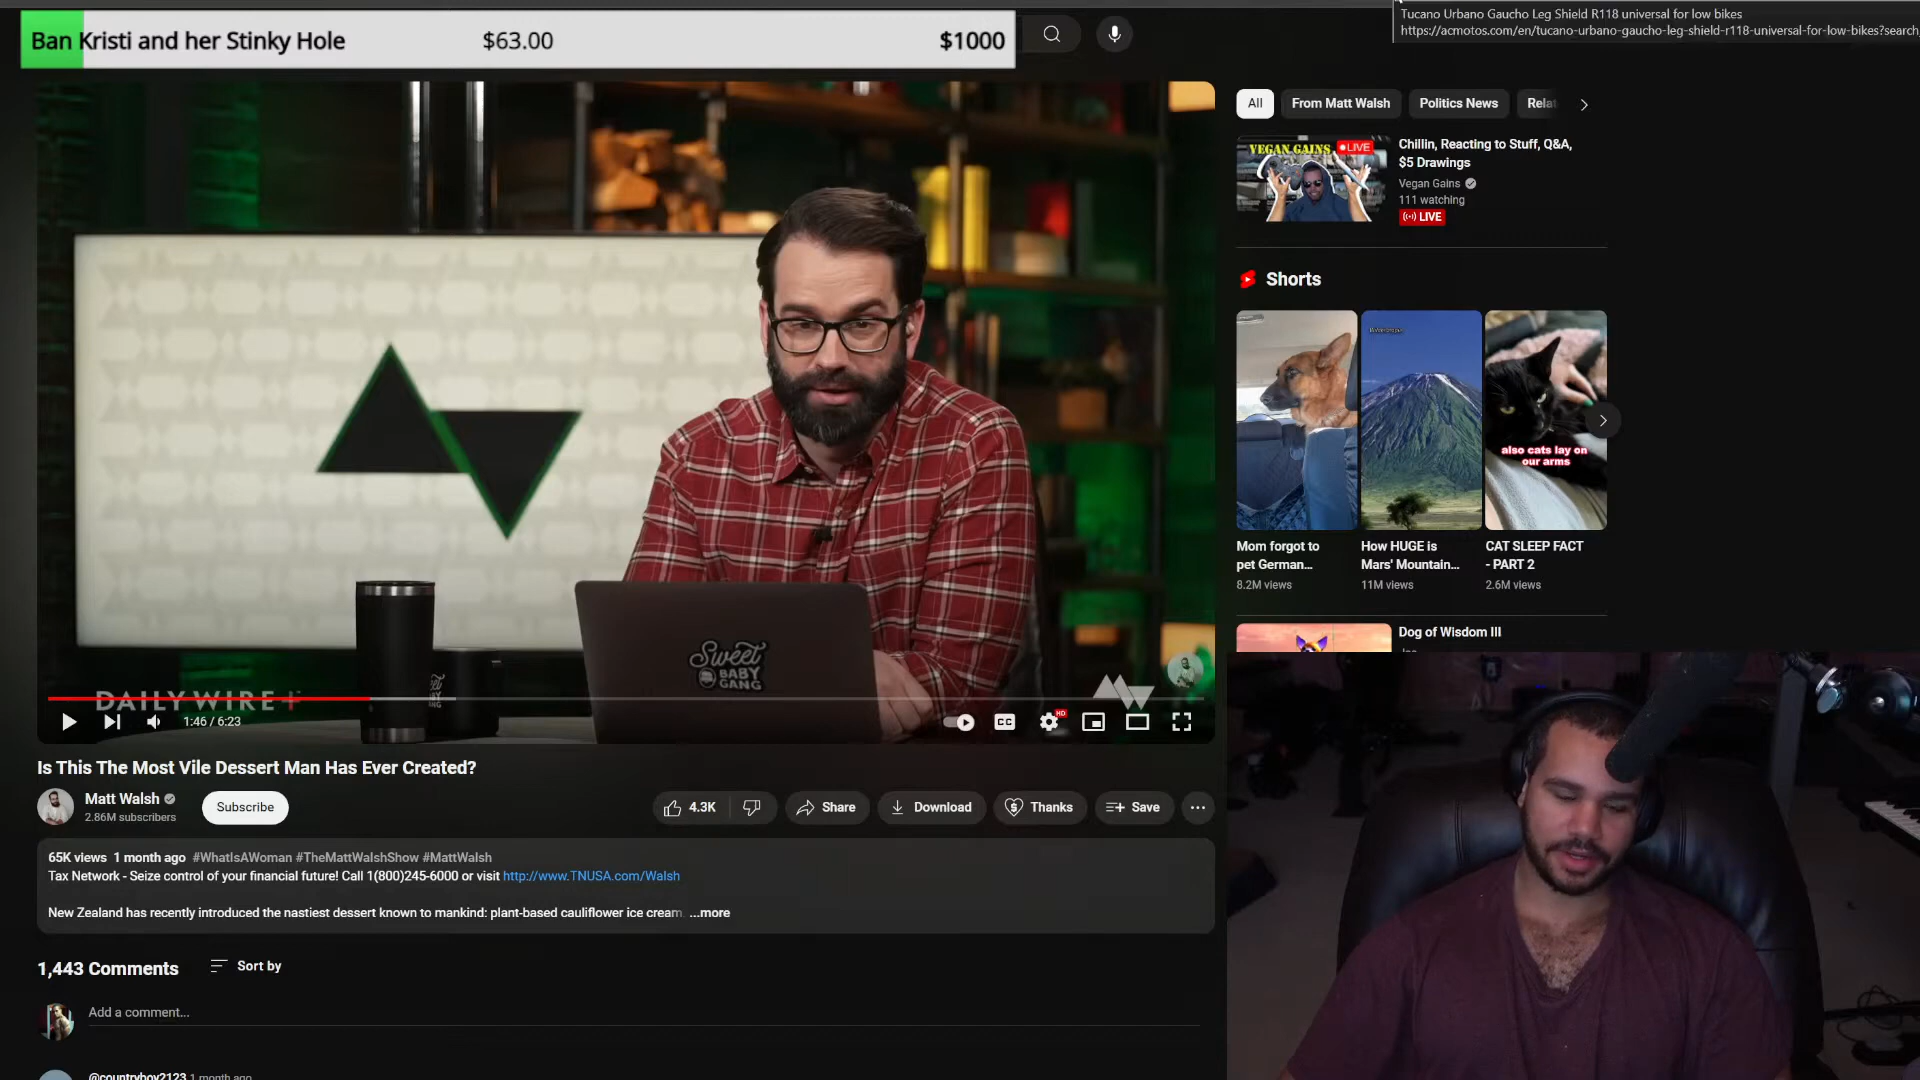 Tucano Urbano Gaucho Leg Shield R118 universal for low bikes
https://acmotos.com/en/tucano-urbano-gaucho-leg-shield-r118-universal-for-low-bikes?search
Ban Kristi and her Stinky Hole $63.00 $1000
All From Matt Walsh Politics News Rela
VEGAN GAINS LIVE
Chillin, Reacting to Stuff, Q&A,
$5 Drawings
Vegan Gains
111 watching
LIVE
Shorts
also cats lay on
our arms
Mom forgot to
pet German...
8.2M views
How HUGE is
Mars' Mountain...
11M views
CAT SLEEP FACT
- PART 2
2.6M views
Dog of Wisdom III
Sweet
BABY
GANG
DAILY WIRE+
1:46 / 6:23
CC
HD
Is This The Most Vile Dessert Man Has Ever Created?
Matt Walsh
2.86M subscribers
Subscribe
4.3K
Share
Download
Thanks
Save
65K views 1 month ago #WhatIsAWoman #TheMattWalshShow #MattWalsh
Tax Network - Seize control of your financial future! Call 1(800)245-6000 or visit http://www.TNUSA.com/Walsh
New Zealand has recently introduced the nastiest dessert known to mankind: plant-based cauliflower ice cream. ...more
1,443 Comments
Sort by
Add a comment...
@countryboy2123 1 month ago